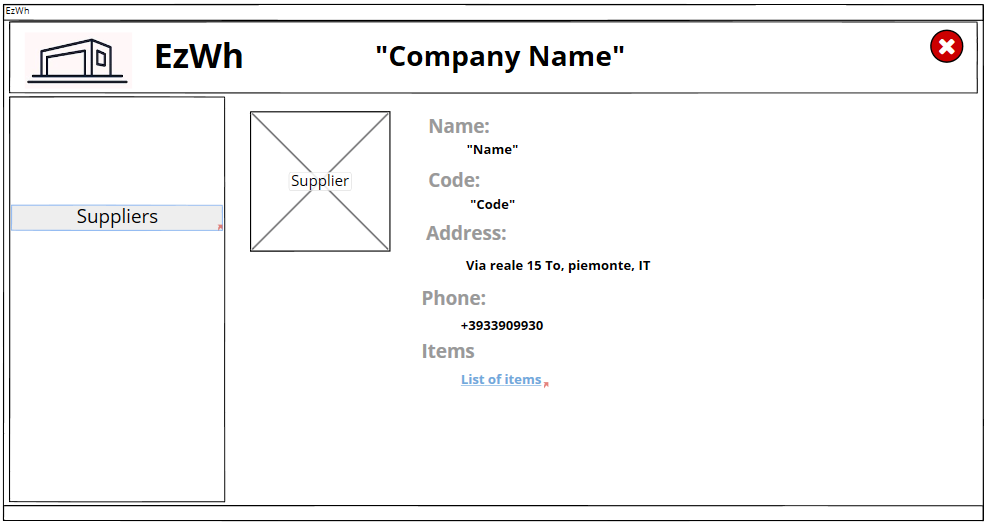 EzWh
EzWh
"Company Name"
Suppliers
Supplier
Name:
"Name"
Code:
"Code"
Address:
Via reale 15 To, piemonte, IT
Phone:
+3933909930
Items
List of items